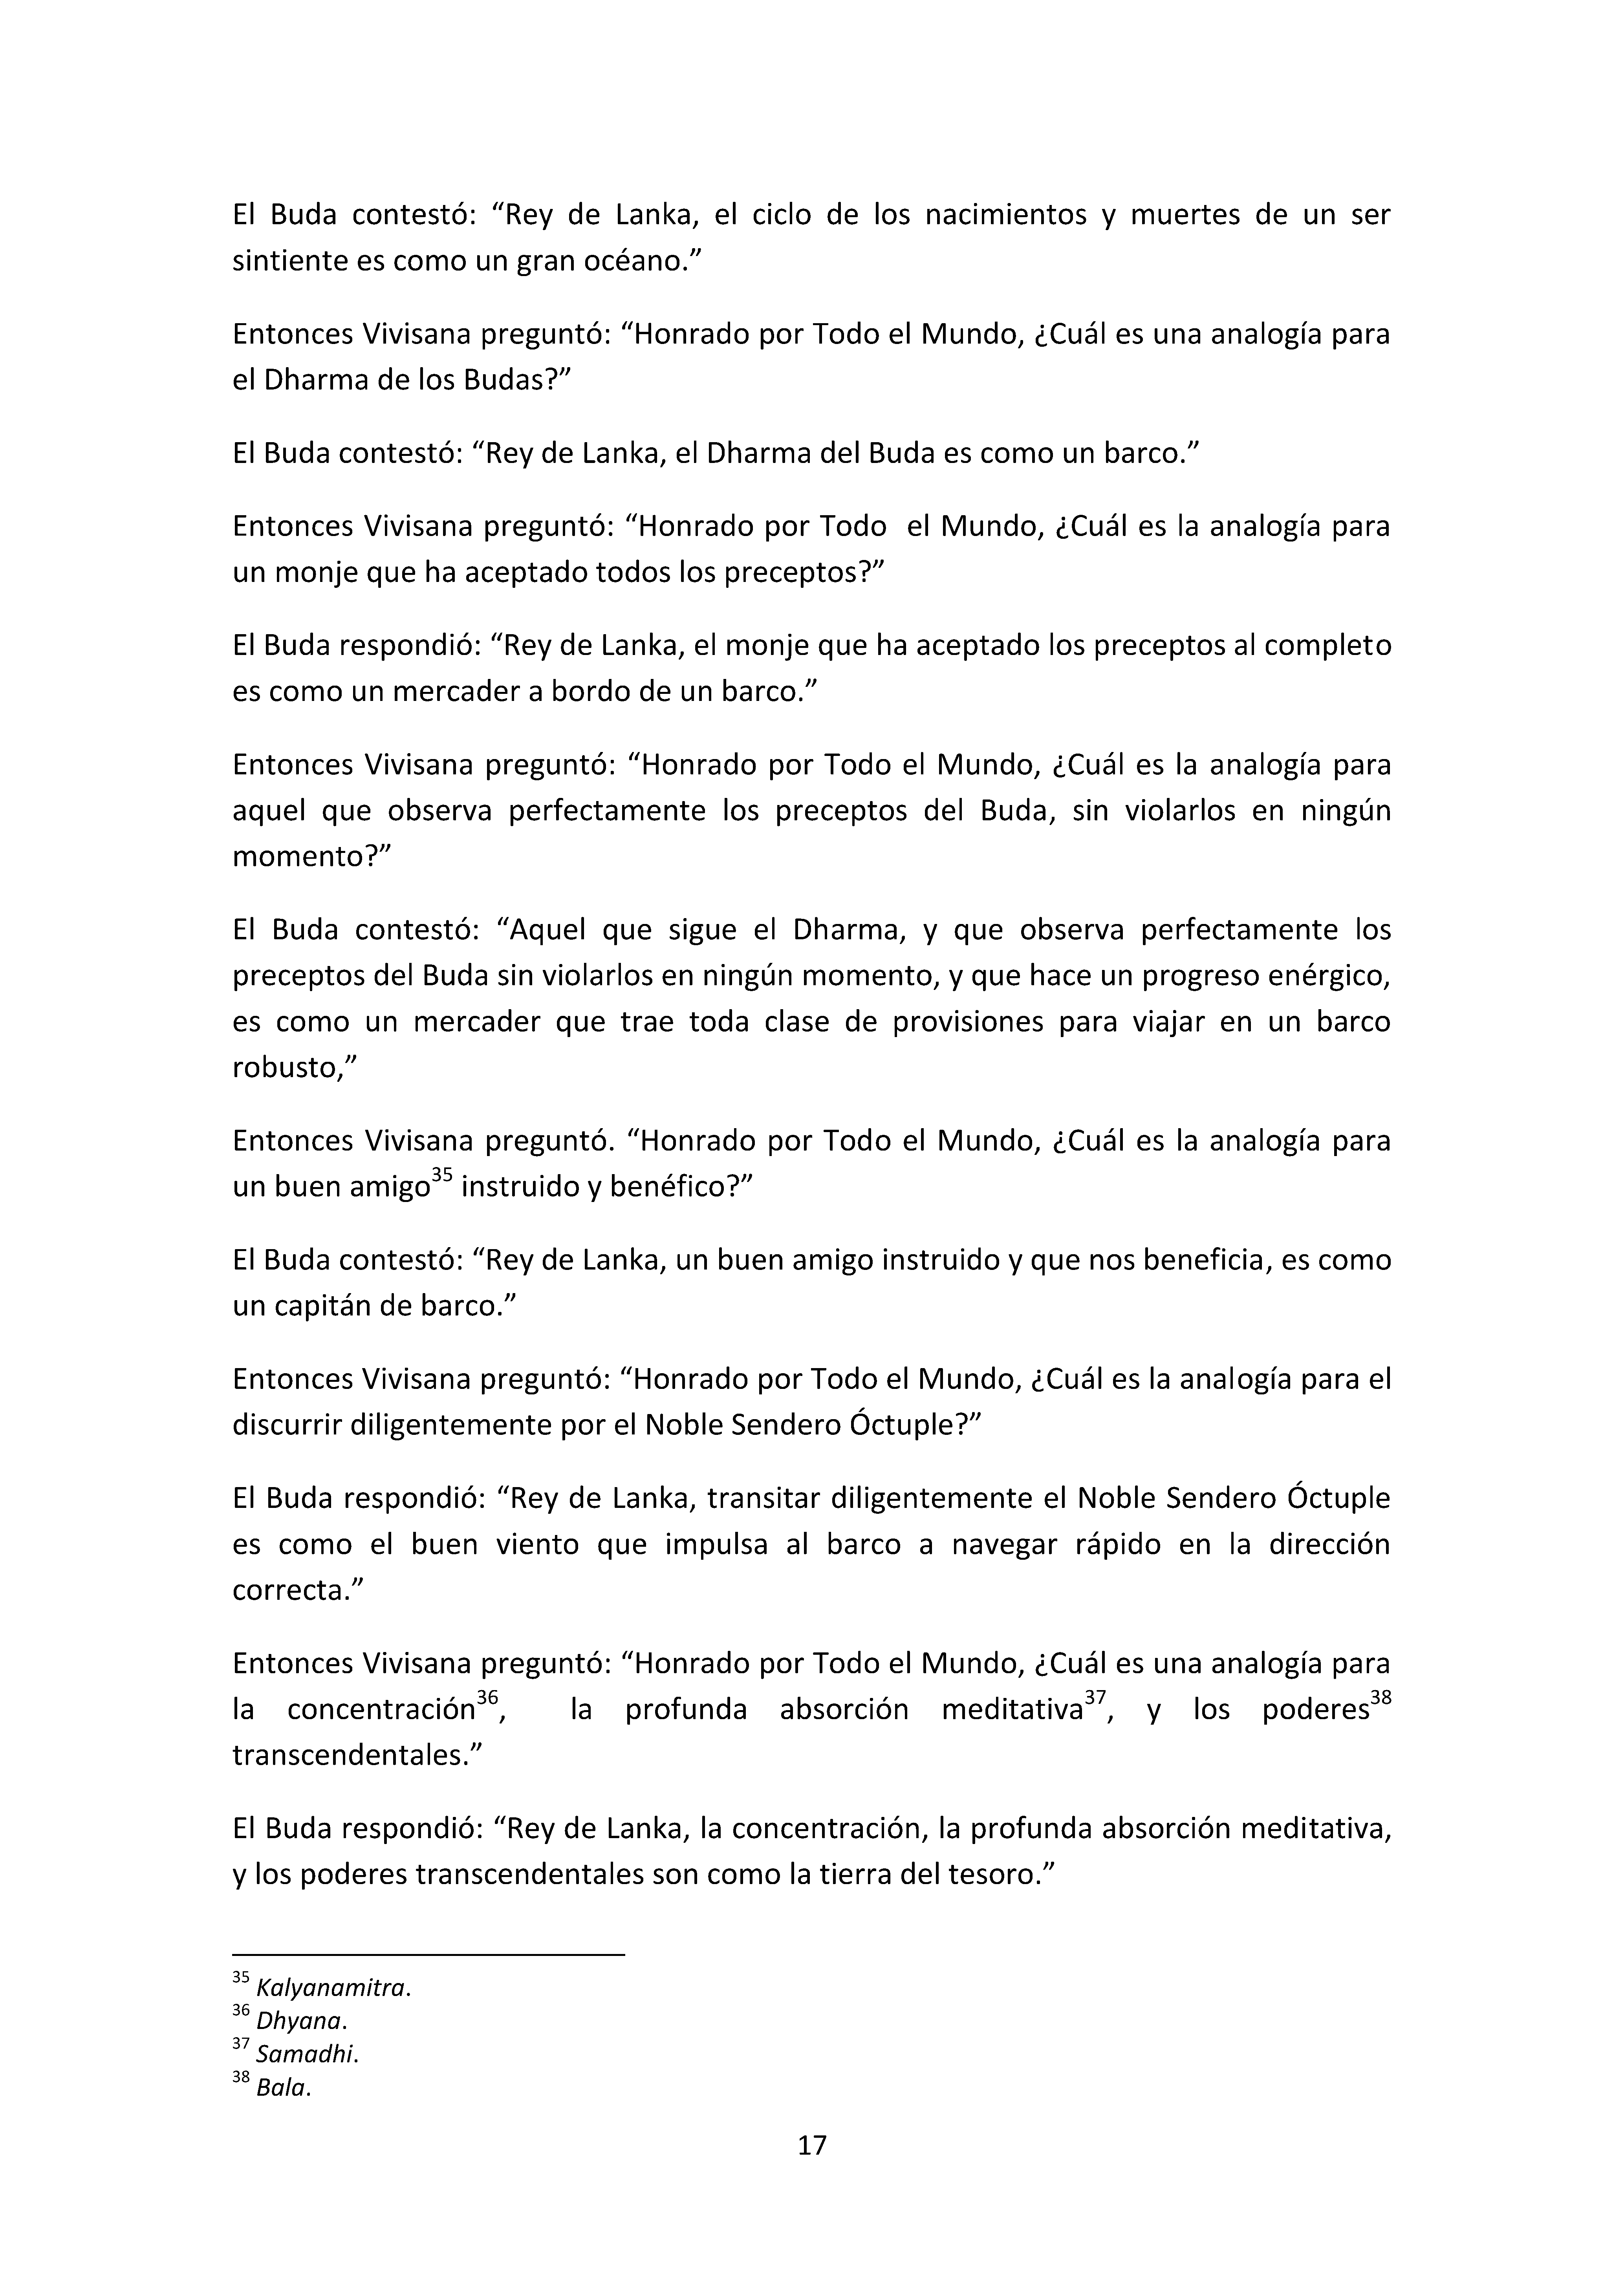 El Buda contestó: “Rey de Lanka, el ciclo de los nacimientos y muertes de un ser
sintiente es como un gran océano.”
Entonces Vivisana preguntó: “Honrado por Todo el Mundo, ¿Cuál es una analogía para
el Dharma de los Budas?”
El Buda contestó: “Rey de Lanka, el Dharma del Buda es como un barco.”
Entonces Vivisana preguntó: “Honrado por Todo  el Mundo, ¿Cuál es la analogía para
un monje que ha aceptado todos los preceptos?”
El Buda respondió: “Rey de Lanka, el monje que ha aceptado los preceptos al completo
es como un mercader a bordo de un barco.”
Entonces Vivisana preguntó: “Honrado por Todo el Mundo, ¿Cuál es la analogía para
aquel que observa perfectamente los preceptos del Buda, sin violarlos en ningún
momento?”
El Buda contestó: “Aquel que sigue el Dharma, y que observa perfectamente los
preceptos del Buda sin violarlos en ningún momento, y que hace un progreso enérgico,
es como un mercader que trae toda clase de provisiones para viajar en un barco
robusto,”
Entonces Vivisana preguntó. “Honrado por Todo el Mundo, ¿Cuál es la analogía para
un buen amigo35 instruido y benéfico?”
El Buda contestó: “Rey de Lanka, un buen amigo instruido y que nos beneficia, es como
un capitán de barco.”
Entonces Vivisana preguntó: “Honrado por Todo el Mundo, ¿Cuál es la analogía para el
discurrir diligentemente por el Noble Sendero Óctuple?”
El Buda respondió: “Rey de Lanka, transitar diligentemente el Noble Sendero Óctuple
es como el buen viento que impulsa al barco a navegar rápido en la dirección
correcta.”
Entonces Vivisana preguntó: “Honrado por Todo el Mundo, ¿Cuál es una analogía para
la concentración36, la profunda absorción meditativa37, y los poderes38
transcendentales.”
El Buda respondió: “Rey de Lanka, la concentración, la profunda absorción meditativa,
y los poderes transcendentales son como la tierra del tesoro.”
35 Kalyanamitra.
36 Dhyana.
37 Samadhi.
38 Bala.
17